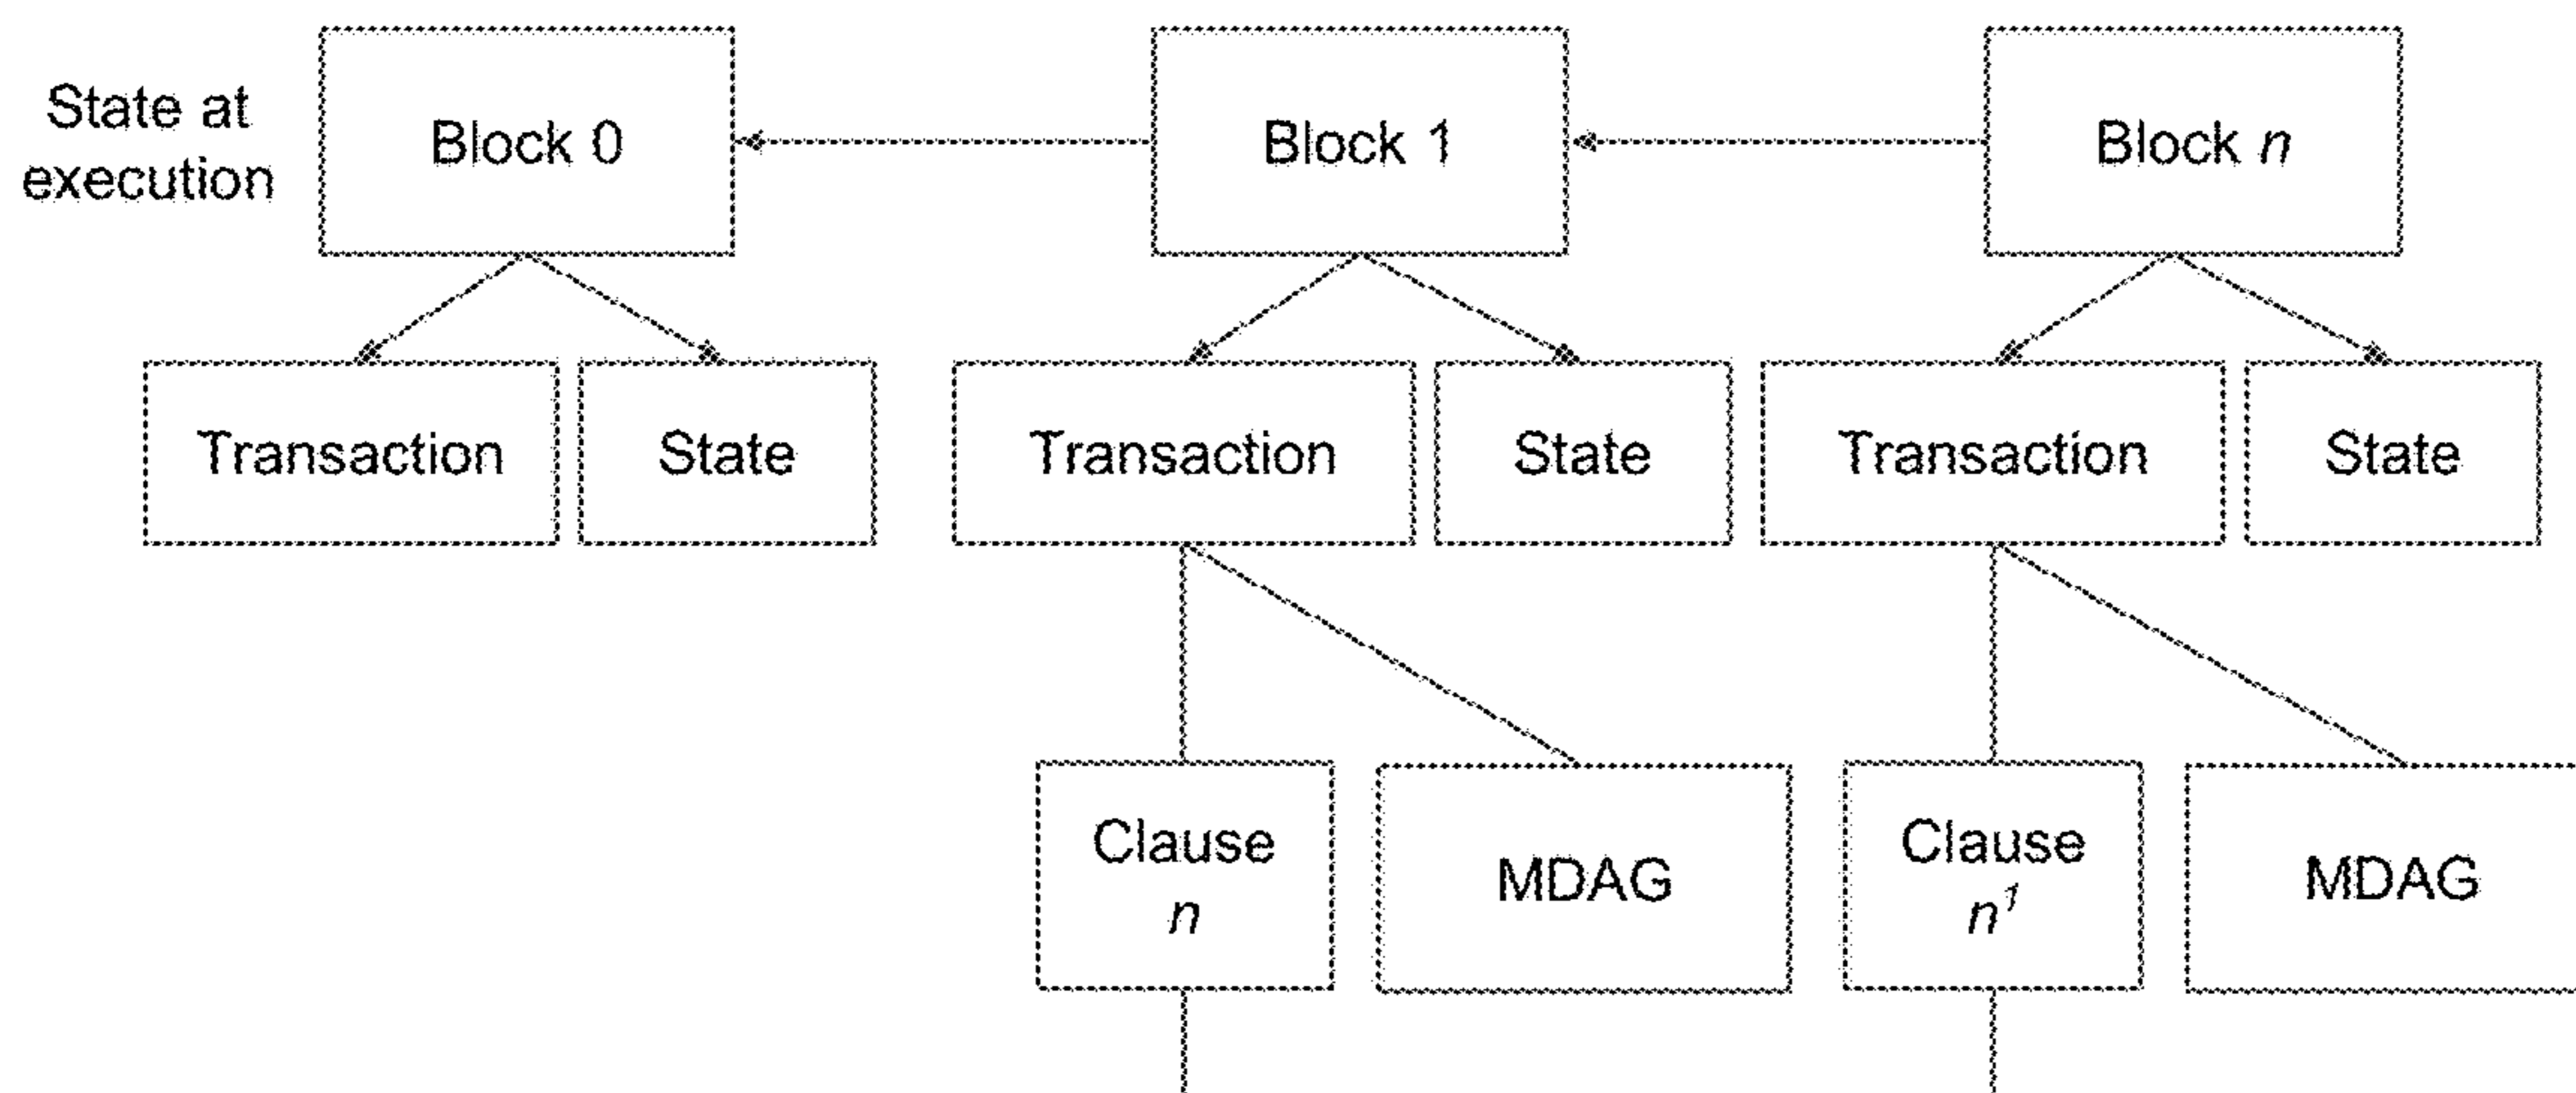 State at
execution
Block 0
Block 1
Block n
Transaction
State
Transaction
State
Transaction
State
Clause
n
MDAG
Clause
n¹
MDAG